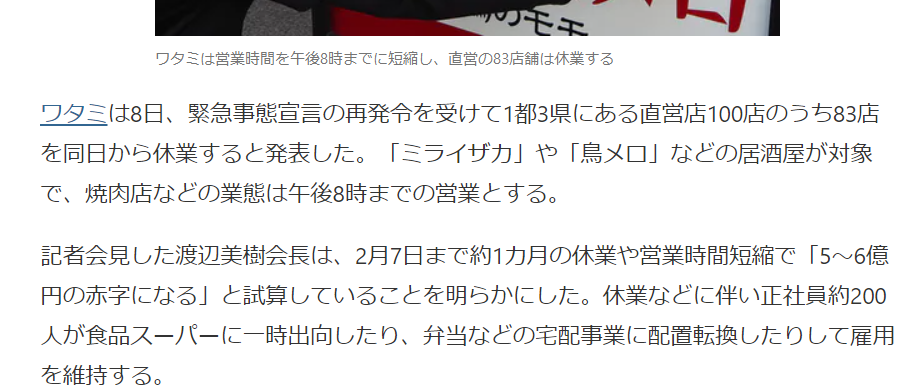 のモモ
ワタミは営業時間を午後8時までに短縮し、直営の83店舗は休業する
ワタミは8日、緊急事態宣言の再発令を受けて1都3県にある直営店100店のうち83店
を同日から休業すると発表した。「ミライザカ」や「鳥メロ」などの居酒屋が対象
で、焼肉店などの業態は午後8時までの営業とする。
記者会見した渡辺美樹会長は、2月7日まで約1カ月の休業や営業時間短縮で「5〜6億
円の赤字になる」と試算していることを明らかにした。休業などに伴い正社員約200
人が食品スーパーに一時出向したり、弁当などの宅配事業に配置転換したりして雇用
を維持する。